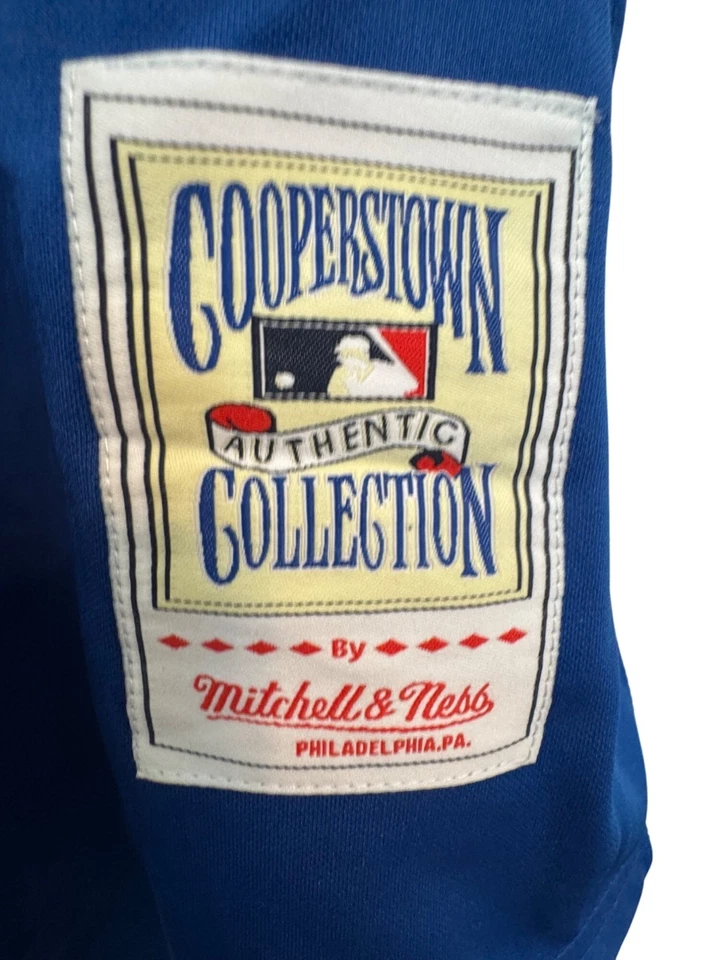 COOPERSTOWN
AUTHENTIC
COLLECTION
By
Mitchell & Ness
PHILADELPHIA, PA.